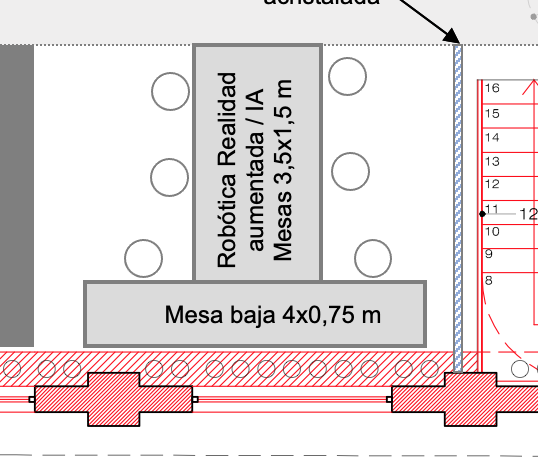 acristalada
Robótica Realidad
aumentada / IA
Mesas 3,5x1,5 m
Mesa baja 4x0,75 m
16
15
14
13
12
11
12
10
9
8